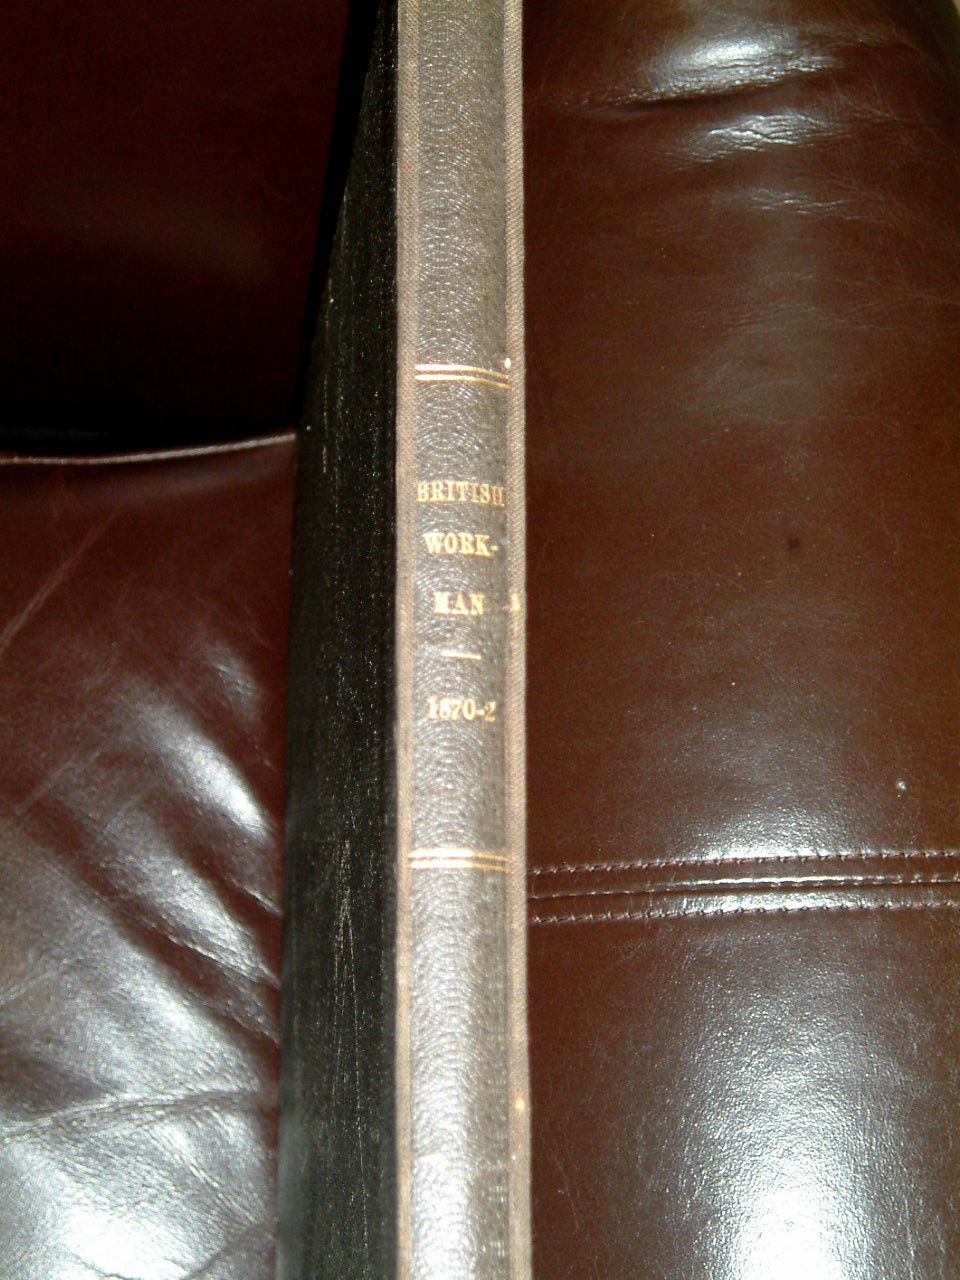 BRITISH
WORK-
MAN
1870-2